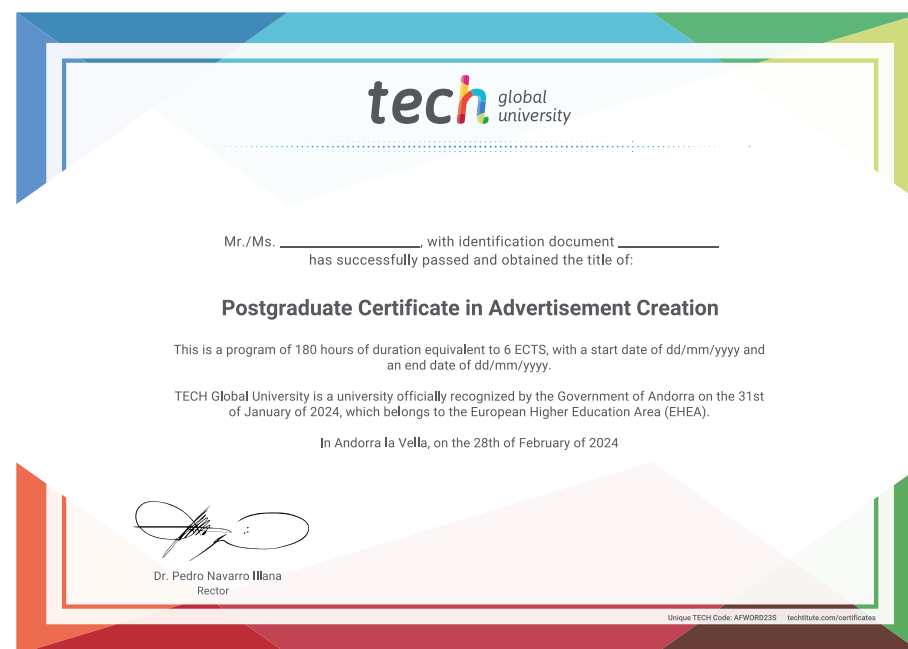 tech global university
Mr./Ms. ____________________, with identification document ______________
has successfully passed and obtained the title of:
Postgraduate Certificate in Advertisement Creation
This is a program of 180 hours of duration equivalent to 6 ECTS, with a start date of dd/mm/yyyy and
an end date of dd/mm/yyyy.
TECH Global University is a university officially recognized by the Government of Andorra on the 31st
of January of 2024, which belongs to the European Higher Education Area (EHEA).
In Andorra la Vella, on the 28th of February of 2024
Dr. Pedro Navarro Illana
Rector
Unique TECH Code: AFWORD23S techtitute.com/certificates